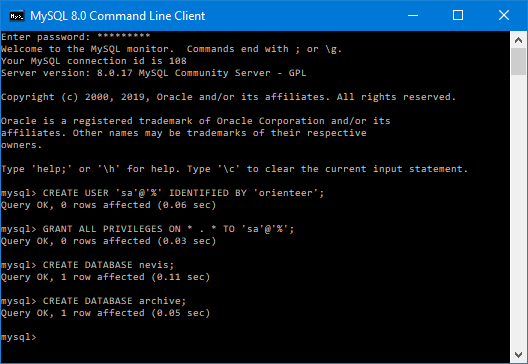 MySQL 8.0 Command Line Client
Enter password: *********
Welcome to the MySQL monitor.  Commands end with ; or \g.
Your MySQL connection id is 108
Server version: 8.0.17 MySQL Community Server - GPL
Copyright (c) 2000, 2019, Oracle and/or its affiliates. All rights reserved.
Oracle is a registered trademark of Oracle Corporation and/or its
affiliates. Other names may be trademarks of their respective
owners.
Type 'help;' or '\h' for help. Type '\c' to clear the current input statement.
mysql> CREATE USER 'sa'@'%' IDENTIFIED BY 'orienteer';
Query OK, 0 rows affected (0.06 sec)
mysql> GRANT ALL PRIVILEGES ON * . * TO 'sa'@'%';
Query OK, 0 rows affected (0.03 sec)
mysql> CREATE DATABASE nevis;
Query OK, 1 row affected (0.11 sec)
mysql> CREATE DATABASE archive;
Query OK, 1 row affected (0.05 sec)
mysql>